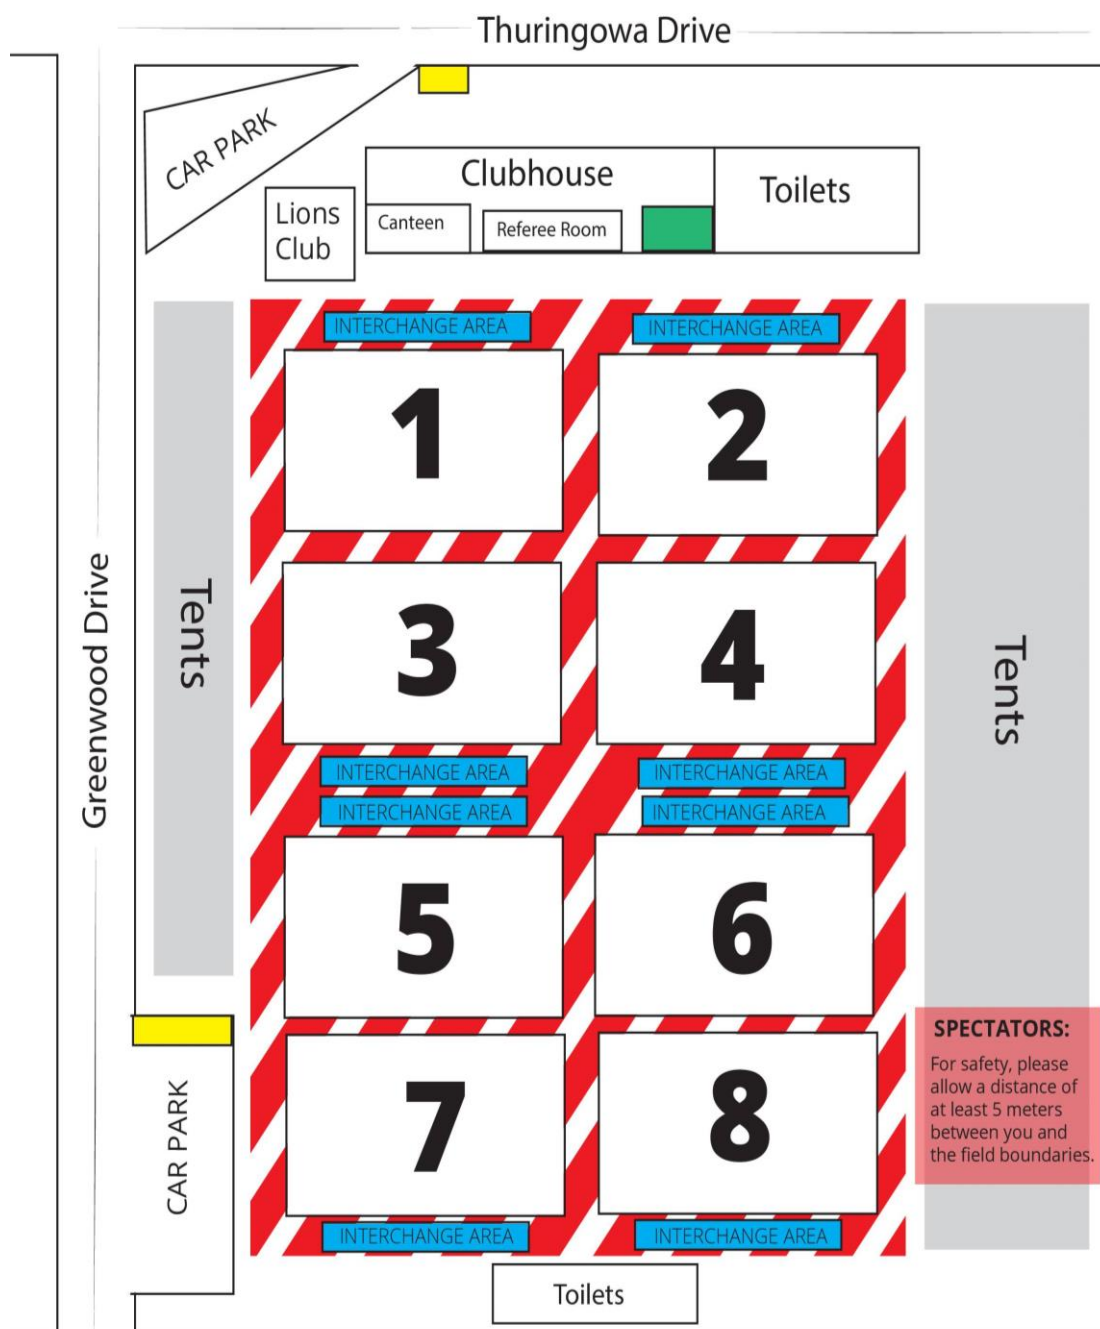 Thuringowa Drive
CAR PARK
Clubhouse
Toilets
Lions
Club
Canteen
Referee Room
INTERCHANGE AREA
INTERCHANGE AREA
1
2
Greenwood Drive
Tents
3
4
Tents
INTERCHANGE AREA
INTERCHANGE AREA
INTERCHANGE AREA
INTERCHANGE AREA
5
6
SPECTATORS:
For safety, please
allow a distance of
at least 5 meters
between you and
the field boundaries.
CAR PARK
7
8
INTERCHANGE AREA
INTERCHANGE AREA
Toilets